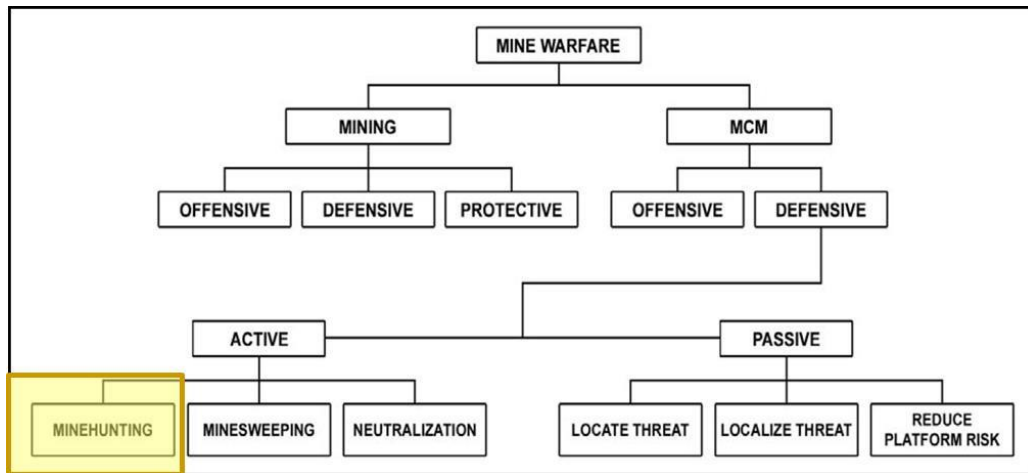 MINE WARFARE
MINING
MCM
OFFENSIVE
DEFENSIVE
PROTECTIVE
OFFENSIVE
DEFENSIVE
ACTIVE
PASSIVE
MINEHUNTING
MINESWEEPING
NEUTRALIZATION
LOCATE THREAT
LOCALIZE THREAT
REDUCE
PLATFORM RISK